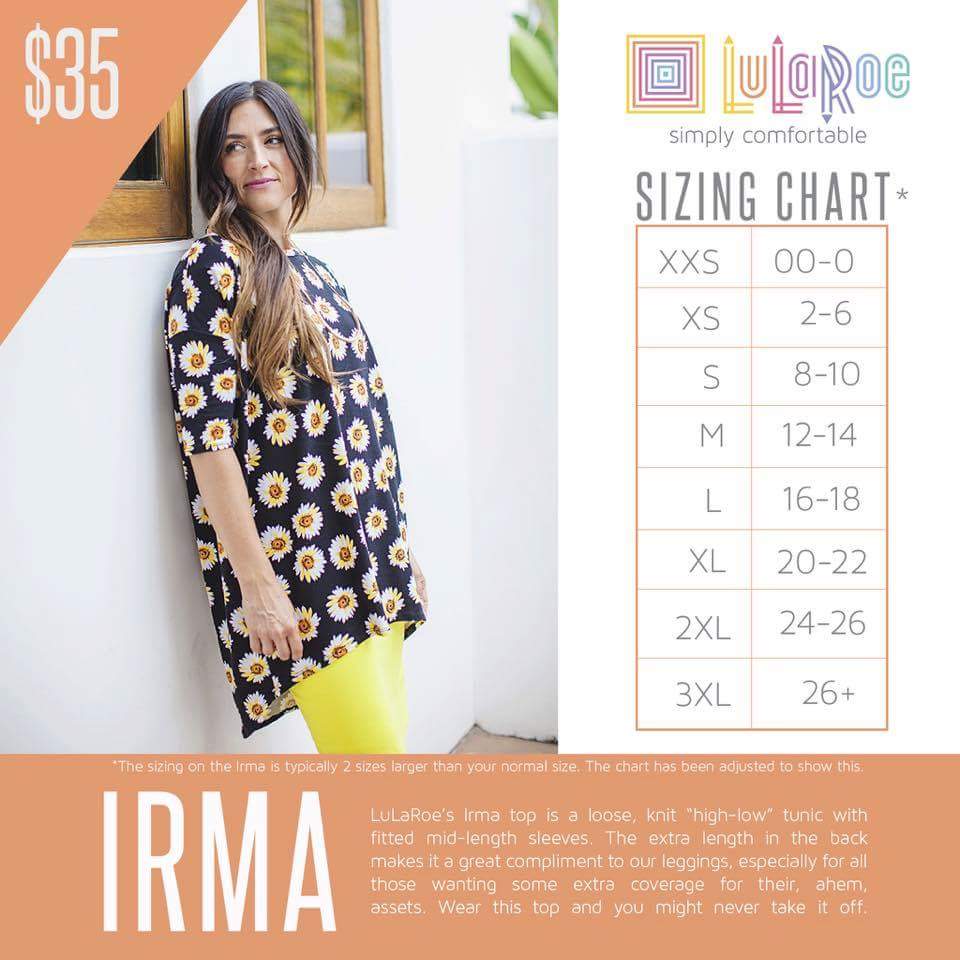 $35
LuLaRoe
simply comfortable
SIZING CHART*
XXS 00-0
XS 2-6
S 8-10
M 12-14
L 16-18
XL 20-22
2XL 24-26
3XL 26+
*The sizing on the Irma is typically 2 sizes larger than your normal size. The chart has been adjusted to show this.
IRMA
LuLaRoe's Irma top is a loose, knit "high-low" tunic with
fitted mid-length sleeves. The extra length in the back
makes it a great compliment to our leggings, especially for all
those wanting some extra coverage for their, ahem,
assets. Wear this top and you might never take it off.